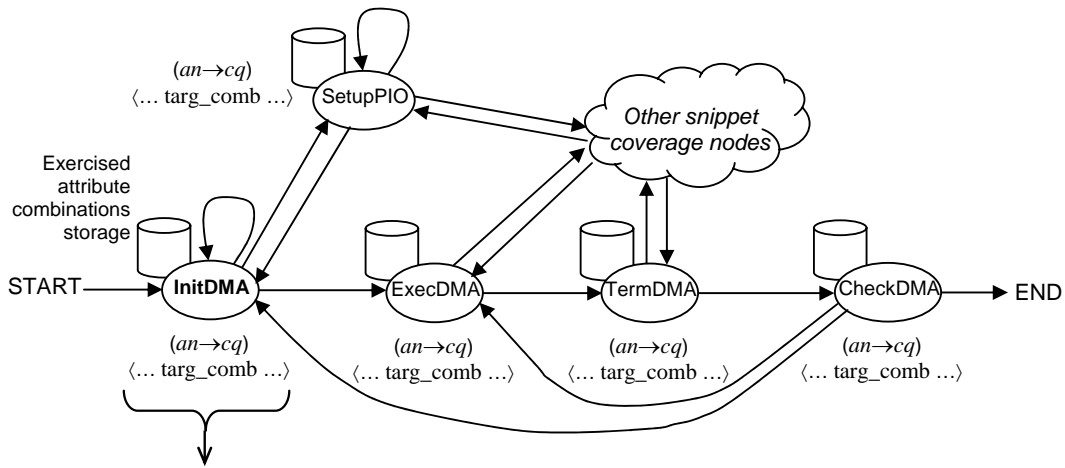 (an→cq)
⟨... targ_comb ...⟩
SetupPIO
Other snippet
coverage nodes
Exercised
attribute
combinations
storage
START
InitDMA
ExecDMA
TermDMA
CheckDMA
END
(an→cq)
⟨... targ_comb ...⟩
(an→cq)
⟨... targ_comb ...⟩
(an→cq)
⟨... targ_comb ...⟩
(an→cq)
⟨... targ_comb ...⟩